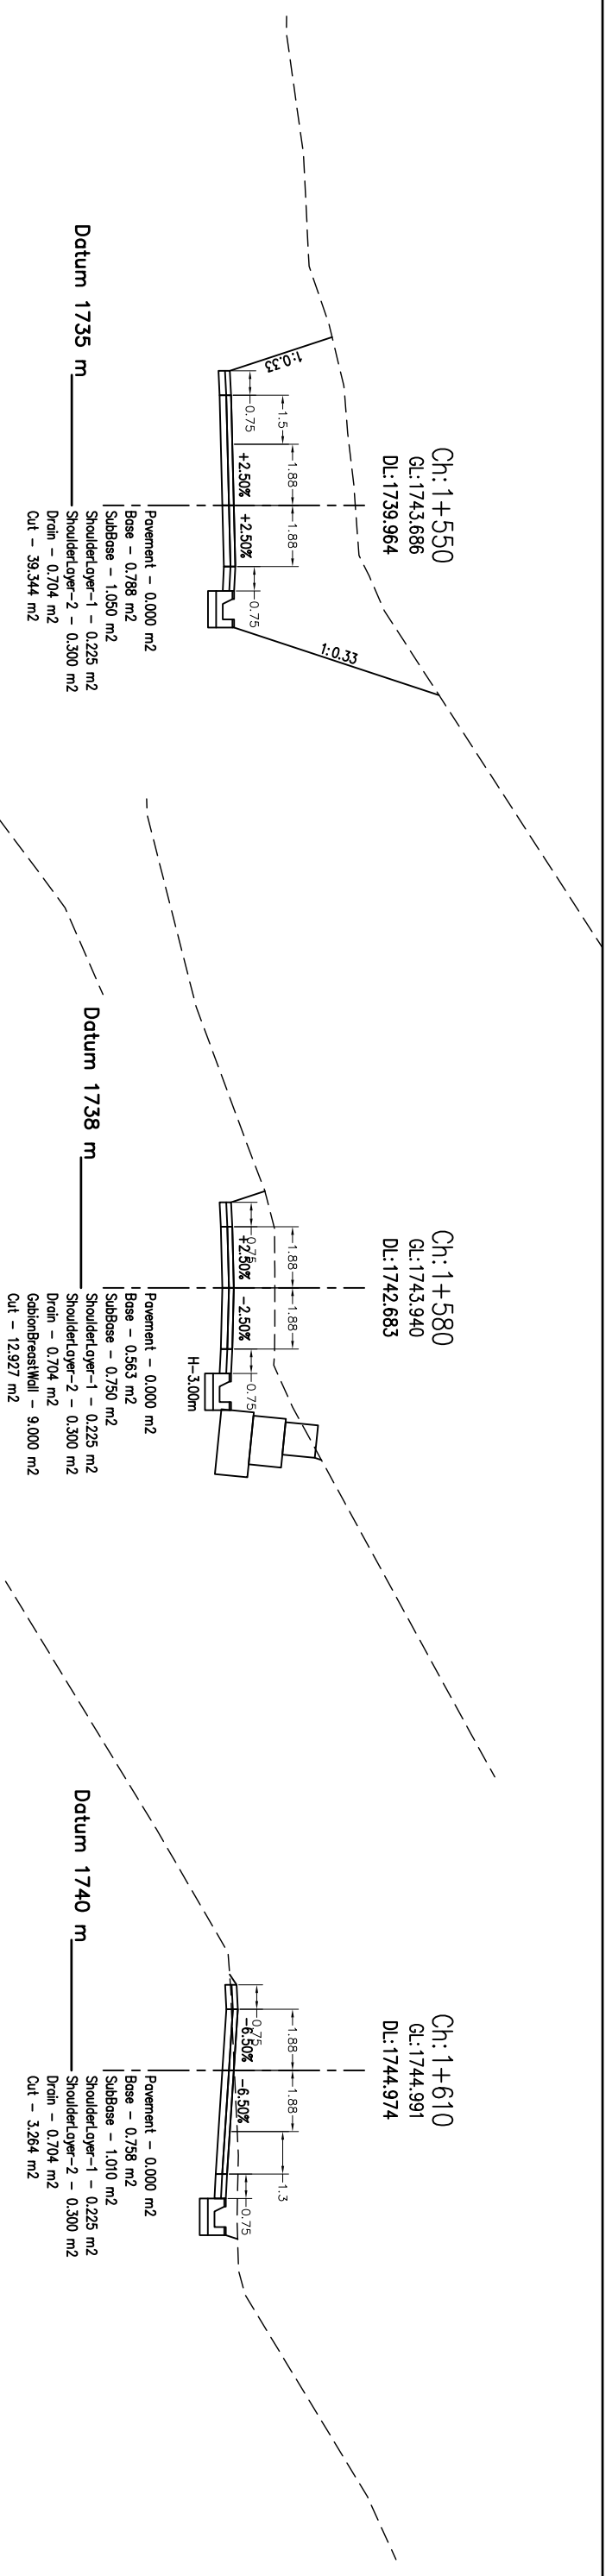 Ch:1+550
GL:1743.686
DL:1739.964
1:0.33
1.5
1.88
1.88
0.75
+2.50%
+2.50%
0.75
1:0.33
Datum 1735 m
Pavement - 0.000 m2
Base - 0.788 m2
SubBase - 1.050 m2
ShoulderLayer-1 - 0.225 m2
ShoulderLayer-2 - 0.300 m2
Drain - 0.704 m2
Cut - 39.344 m2
Ch:1+580
GL:1743.940
DL:1742.683
1.88
1.88
0.75
+2.50%
-2.50%
0.75
H-3.00m
Datum 1738 m
Pavement - 0.000 m2
Base - 0.563 m2
SubBase - 0.750 m2
ShoulderLayer-1 - 0.225 m2
ShoulderLayer-2 - 0.300 m2
Drain - 0.704 m2
GabionBreastWall - 9.000 m2
Cut - 12.927 m2
Ch:1+610
GL:1744.991
DL:1744.974
1.88
1.88
1.3
0.75
-6.50%
-6.50%
0.75
Datum 1740 m
Pavement - 0.000 m2
Base - 0.758 m2
SubBase - 1.010 m2
ShoulderLayer-1 - 0.225 m2
ShoulderLayer-2 - 0.300 m2
Drain - 0.704 m2
Cut - 3.264 m2